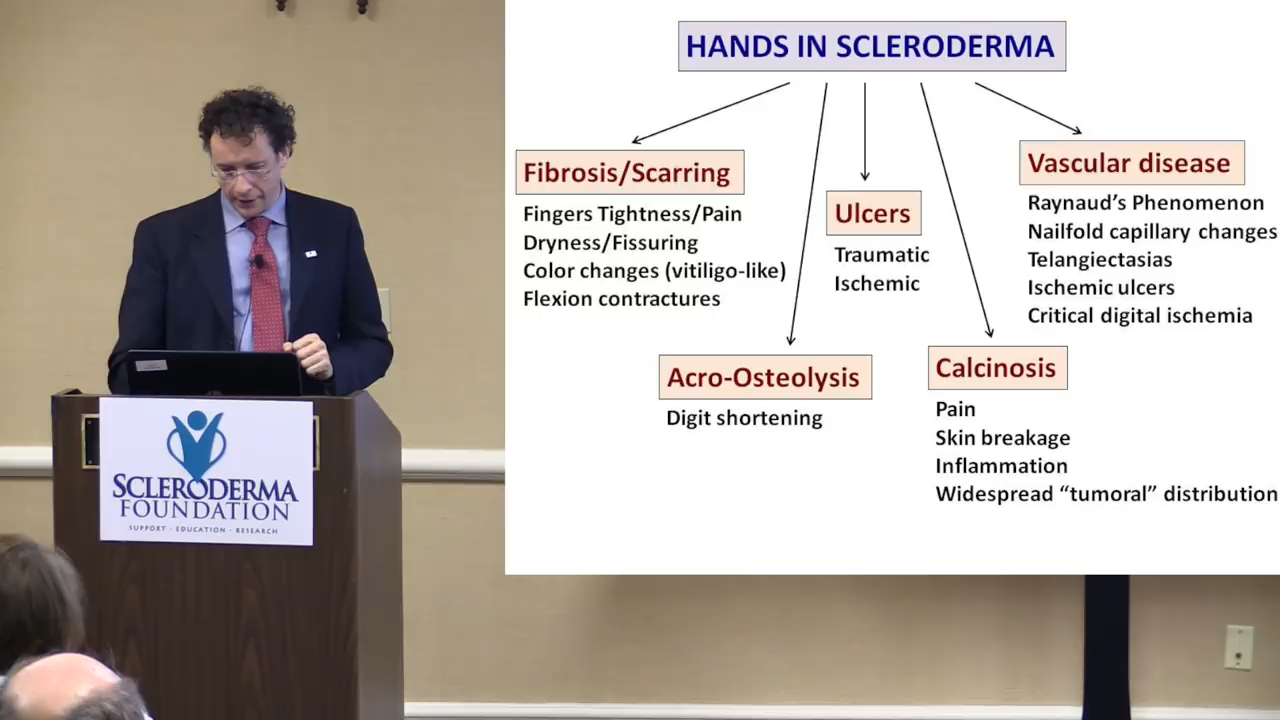 HANDS IN SCLERODERMA
Fibrosis/Scarring
Fingers Tightness/Pain
Dryness/Fissuring
Color changes (vitiligo-like)
Flexion contractures
Ulcers
Traumatic
Ischemic
Vascular disease
Raynaud's Phenomenon
Nailfold capillary changes
Telangiectasias
Ischemic ulcers
Critical digital ischemia
Acro-Osteolysis
Digit shortening
Calcinosis
Pain
Skin breakage
Inflammation
Widespread “tumoral” distribution
SCLERODERMA
FOUNDATION
SUPPORT · EDUCATION · RESEARCH